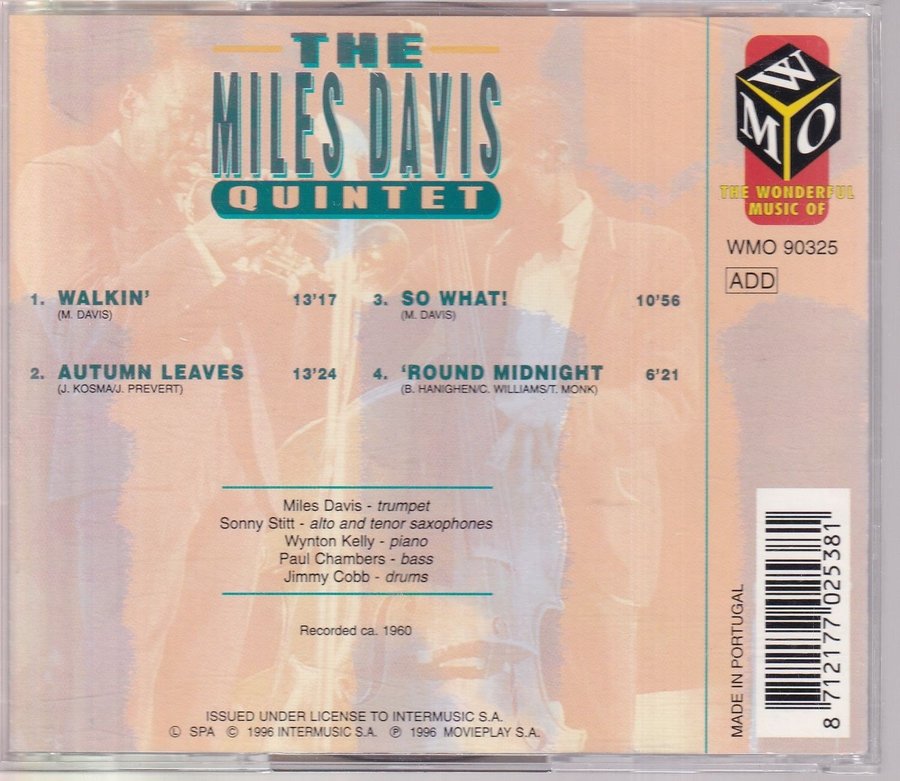 THE
MILES DAVIS
QUINTET
WMO
THE WONDERFUL
MUSIC OF
WMO 90325
ADD
1. WALKIN' 13'17
(M. DAVIS)
2. AUTUMN LEAVES 13'24
(J. KOSMA/J. PREVERT)
3. SO WHAT! 10'56
(M. DAVIS)
4. 'ROUND MIDNIGHT 6'21
(B. HANIGHEN/C. WILLIAMS/T. MONK)
Miles Davis - trumpet
Sonny Stitt - alto and tenor saxophones
Wynton Kelly - piano
Paul Chambers - bass
Jimmy Cobb - drums
Recorded ca. 1960
ISSUED UNDER LICENSE TO INTERMUSIC S.A.
Ⓛ SPA © 1996 INTERMUSIC S.A. ℗ 1996 MOVIEPLAY S.A.
MADE IN PORTUGAL
8 712177 025381